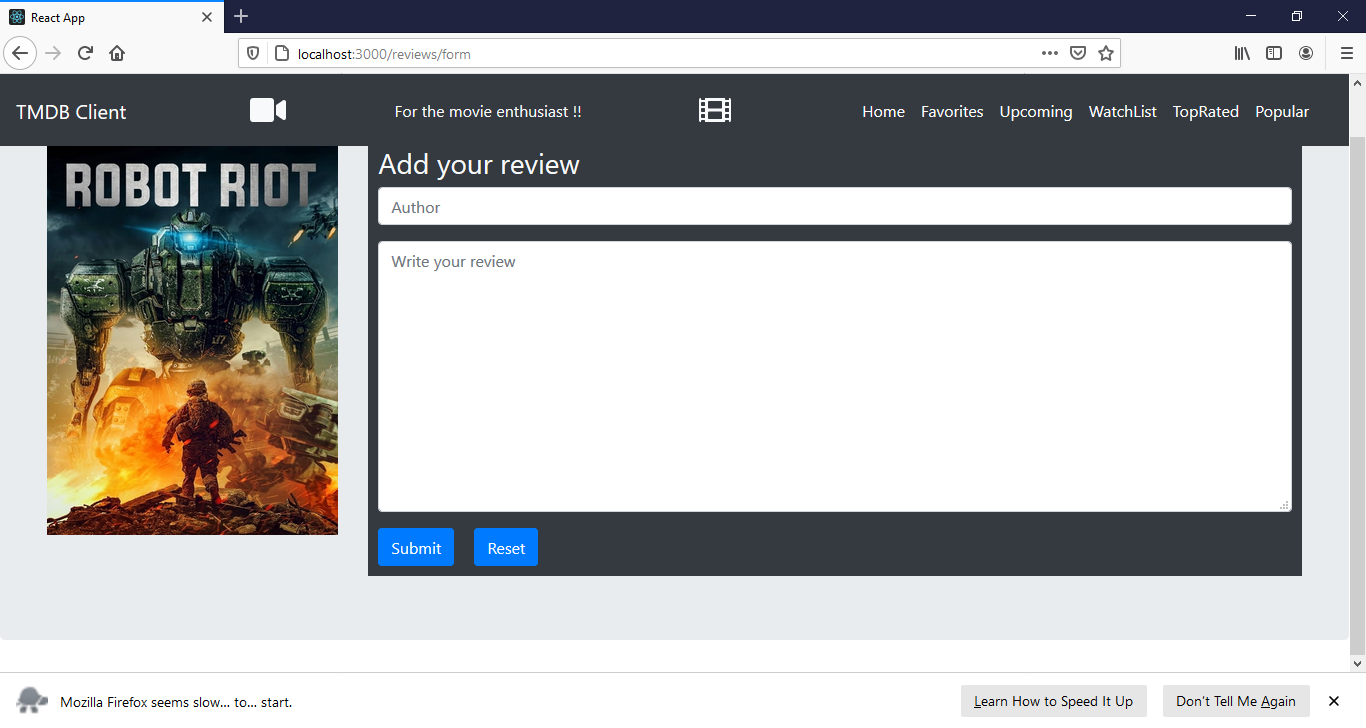 React App
localhost:3000/reviews/form
TMDB Client
For the movie enthusiast !!
Home Favorites Upcoming WatchList TopRated Popular
ROBOT RIOT
Add your review
Author
Write your review
Submit Reset
Mozilla Firefox seems slow... to... start.
Learn How to Speed It Up
Don't Tell Me Again